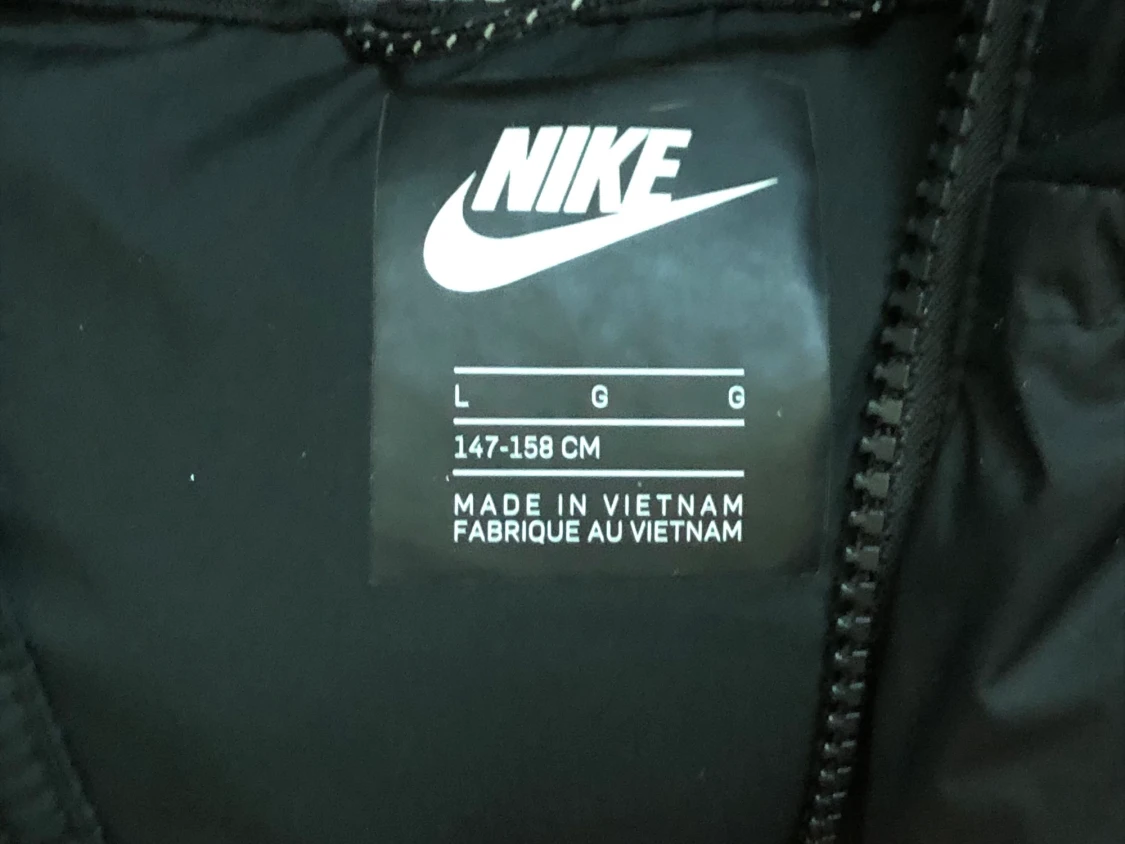 NIKE
L G G
147-158 CM
MADE IN VIETNAM
FABRIQUE AU VIETNAM